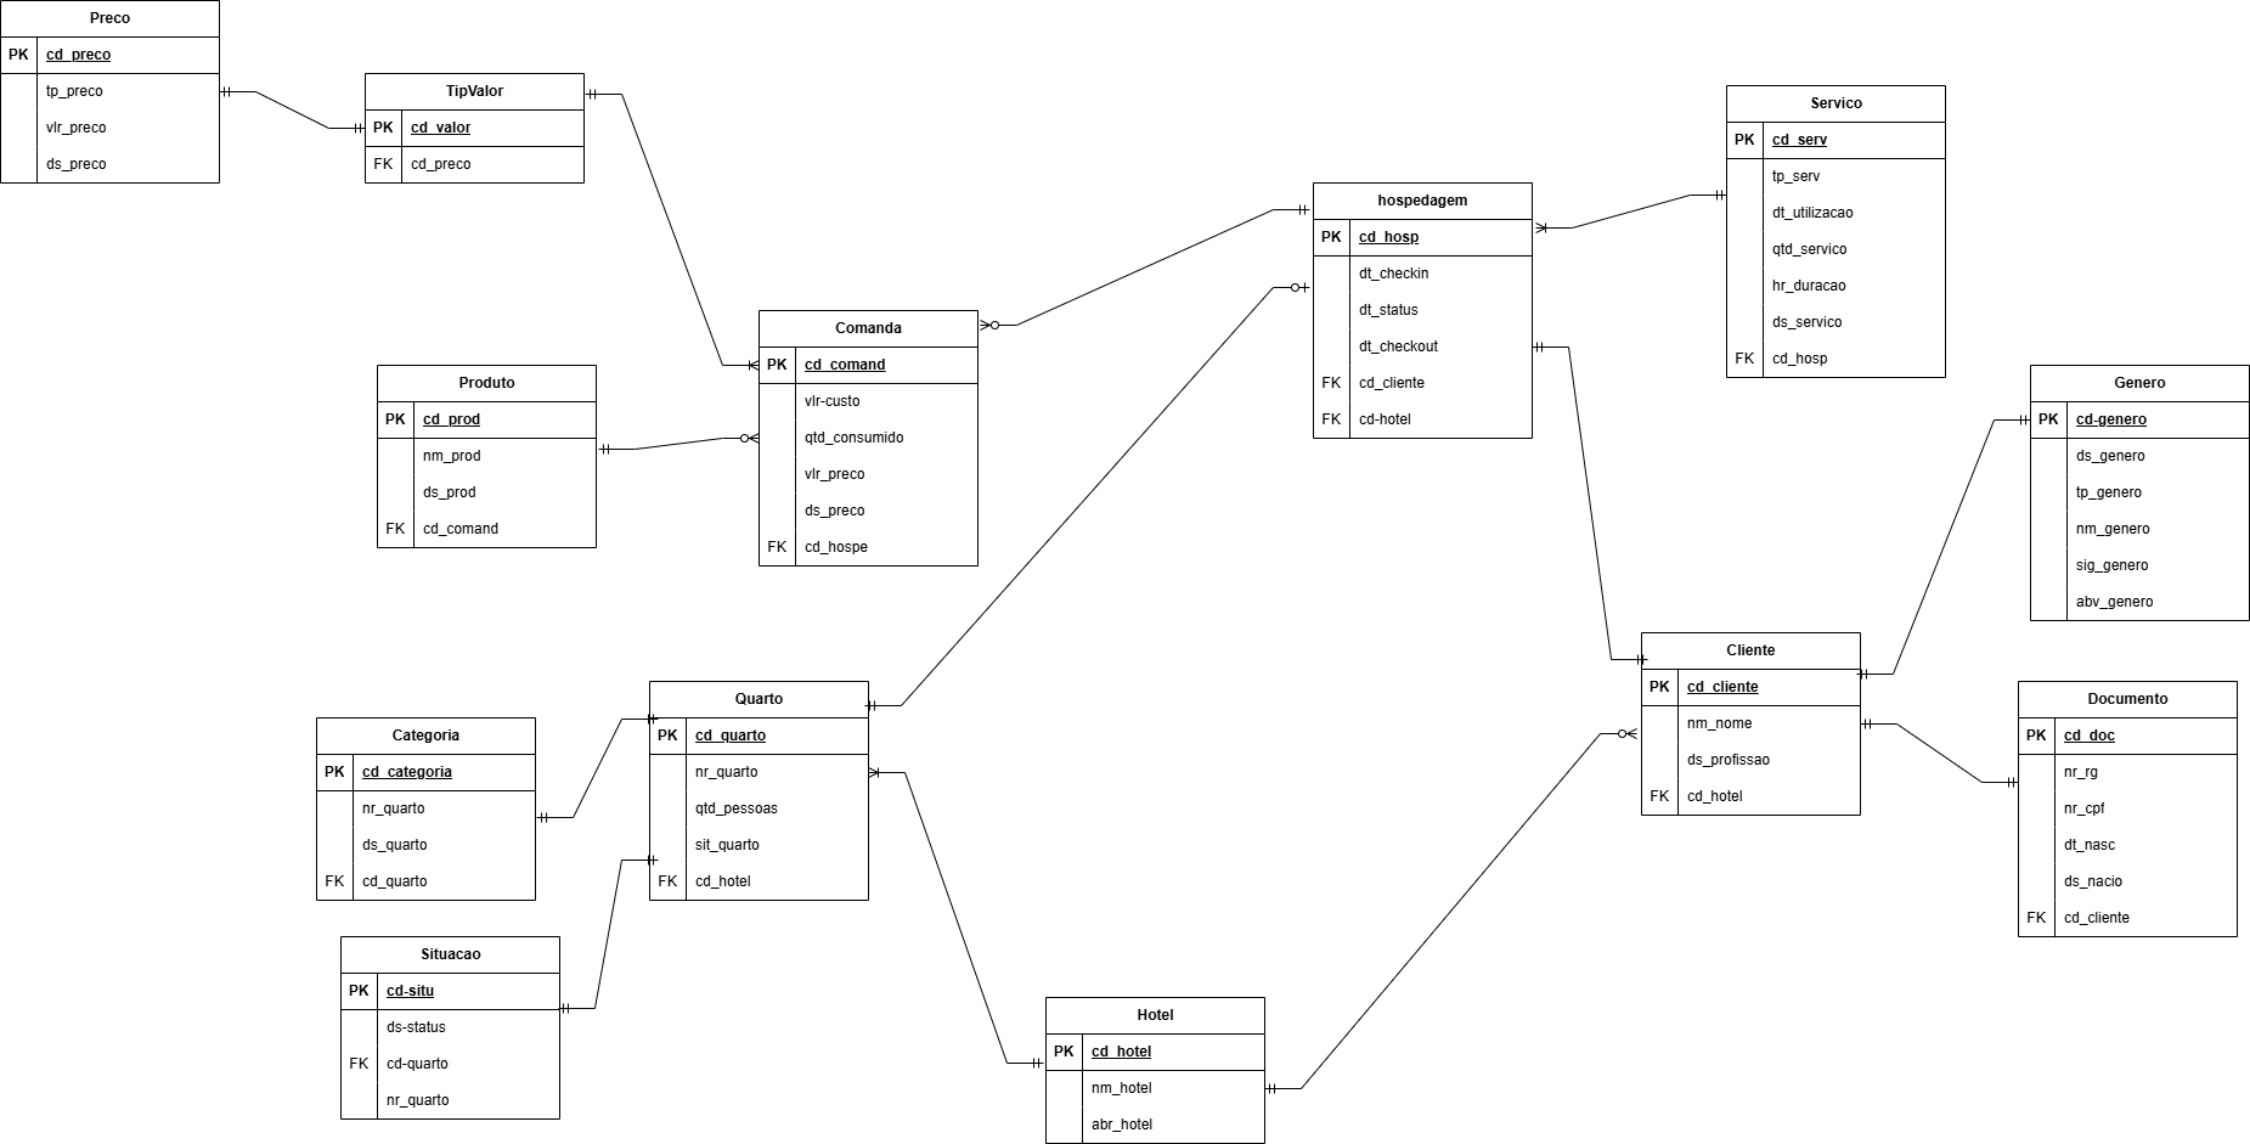 Preco
PK cd_preco
tp_preco
vlr_preco
ds_preco
TipValor
PK cd_valor
FK cd_preco
Servico
PK cd_serv
tp_serv
dt_utilizacao
qtd_servico
hr_duracao
ds_servico
FK cd_hosp
hospedagem
PK cd_hosp
dt_checkin
dt_status
dt_checkout
FK cd_cliente
FK cd-hotel
Comanda
PK cd_comand
vlr-custo
qtd_consumido
vlr_preco
ds_preco
FK cd_hospe
Produto
PK cd_prod
nm_prod
ds_prod
FK cd_comand
Genero
PK cd-genero
ds_genero
tp_genero
nm_genero
sig_genero
abv_genero
Cliente
PK cd_cliente
nm_nome
ds_profissao
FK cd_hotel
Documento
PK cd_doc
nr_rg
nr_cpf
dt_nasc
ds_nacio
FK cd_cliente
Quarto
PK cd_quarto
nr_quarto
qtd_pessoas
sit_quarto
FK cd_hotel
Categoria
PK cd_categoria
nr_quarto
ds_quarto
FK cd_quarto
Situacao
PK cd-situ
ds-status
FK cd-quarto
nr_quarto
Hotel
PK cd_hotel
nm_hotel
abr_hotel